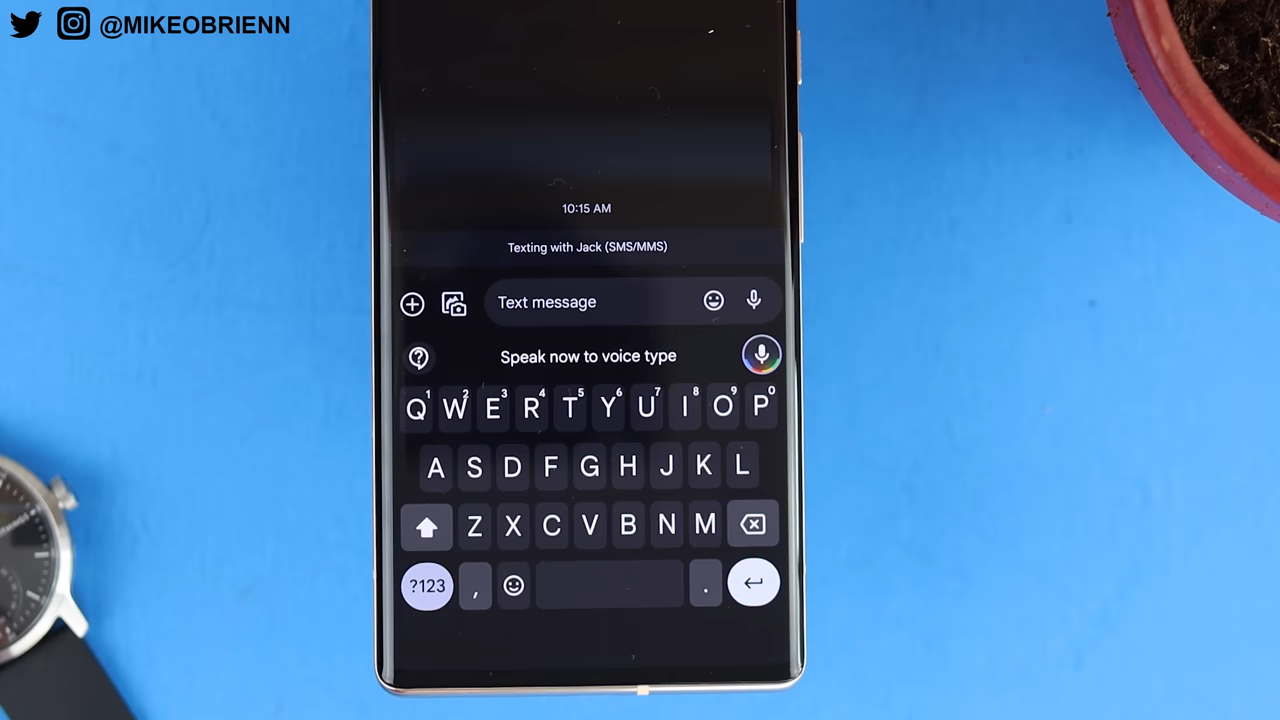 @MIKEOBRIENN
10:15 AM
Texting with Jack (SMS/MMS)
Text message
Speak now to voice type
Q1 W2 E3 R4 T5 Y6 U7 I8 O9 P0
A S D F G H J K L
Z X C V B N M
?123 , .